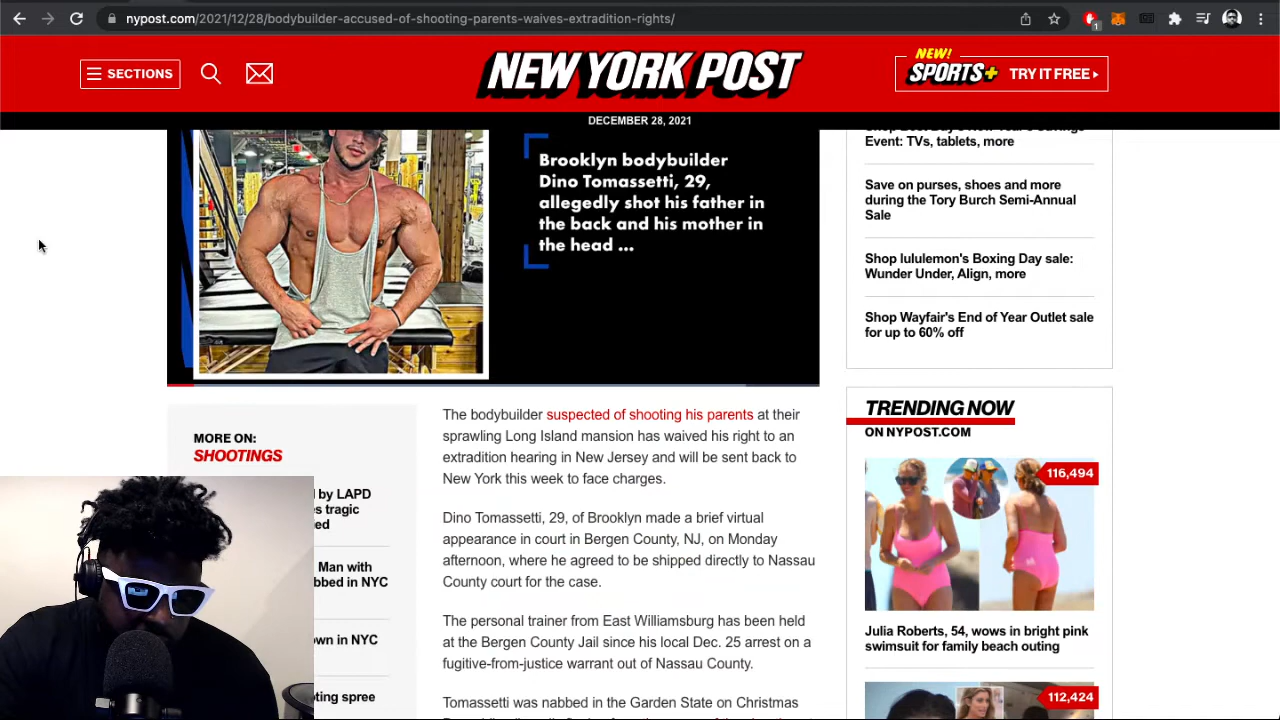 nypost.com/2021/12/28/bodybuilder-accused-of-shooting-parents-waives-extradition-rights/
1
SECTIONS
NEW YORK POST
NEW!
SPORTS+
TRY IT FREE
DECEMBER 28, 2021
Brooklyn bodybuilder
Dino Tomassetti, 29,
allegedly shot his father in
the back and his mother in
the head ...
Event: TVs, tablets, more
Save on purses, shoes and more
during the Tory Burch Semi-Annual
Sale
Shop lululemon's Boxing Day sale:
Wunder Under, Align, more
Shop Wayfair's End of Year Outlet sale
for up to 60% off
MORE ON:
SHOOTINGS
d by LAPD
es tragic
ed
Man with
bbed in NYC
own in NYC
oting spree
The bodybuilder suspected of shooting his parents at their
sprawling Long Island mansion has waived his right to an
extradition hearing in New Jersey and will be sent back to
New York this week to face charges.
Dino Tomassetti, 29, of Brooklyn made a brief virtual
appearance in court in Bergen County, NJ, on Monday
afternoon, where he agreed to be shipped directly to Nassau
County court for the case.
The personal trainer from East Williamsburg has been held
at the Bergen County Jail since his local Dec. 25 arrest on a
fugitive-from-justice warrant out of Nassau County.
Tomassetti was nabbed in the Garden State on Christmas
TRENDING NOW
ON NYPOST.COM
116,494
Julia Roberts, 54, wows in bright pink
swimsuit for family beach outing
112,424